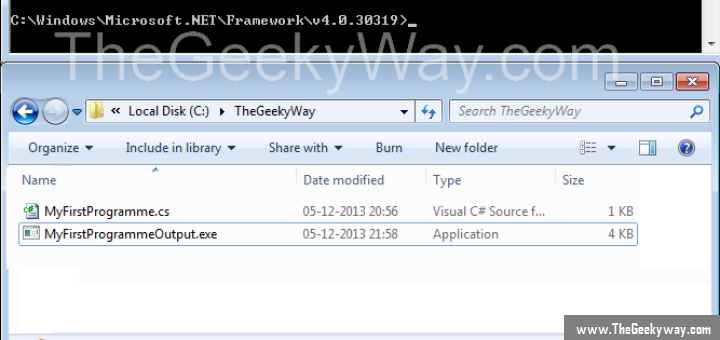 C:\Windows\Microsoft.NET\Framework\v4.0.30319>_
TheGeekyWay.com
« Local Disk (C:) TheGeekyWay Search TheGeekyWay
Organize Include in library Share with Burn New folder
Name Date modified Type Size
MyFirstProgramme.cs 05-12-2013 20:56 Visual C# Source f... 1 KB
MyFirstProgrammeOutput.exe 05-12-2013 21:58 Application 4 KB
www.TheGeekyway.com